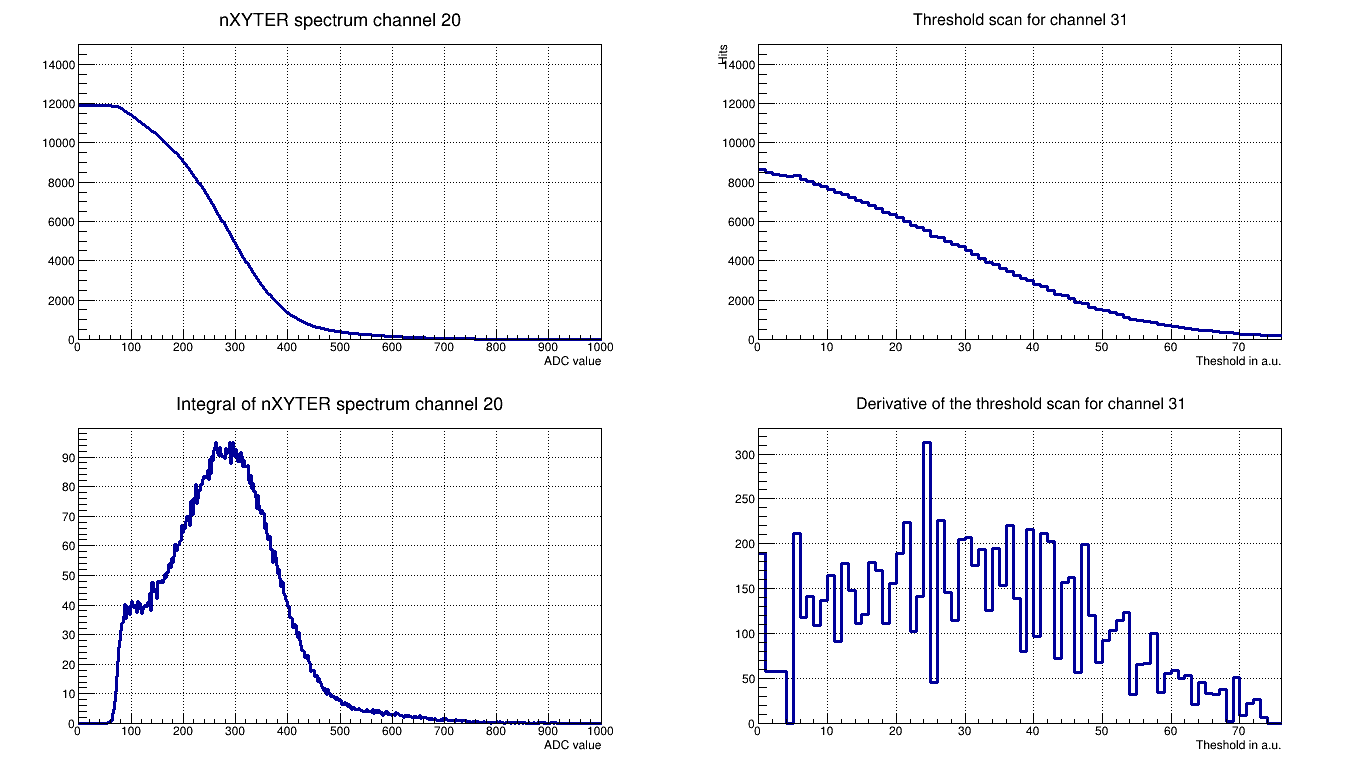 nXYTER spectrum channel 20
14000
12000
10000
8000
6000
4000
2000
0
0 100 200 300 400 500 600 700 800 900 1000
ADC value
Threshold scan for channel 31
Hits
14000
12000
10000
8000
6000
4000
2000
0
0 10 20 30 40 50 60 70
Theshold in a.u.
Integral of nXYTER spectrum channel 20
90
80
70
60
50
40
30
20
10
0
0 100 200 300 400 500 600 700 800 900 1000
ADC value
Derivative of the threshold scan for channel 31
300
250
200
150
100
50
0
0 10 20 30 40 50 60 70
Theshold in a.u.